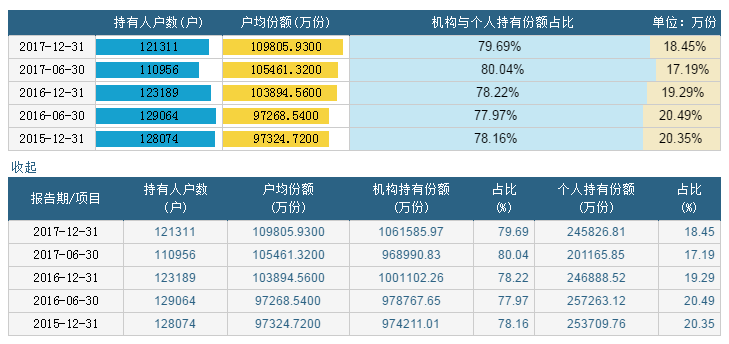 持有人户数(户) 户均份额(万份) 机构与个人持有份额占比 单位：万份
2017-12-31 121311 109805.9300 79.69% 18.45%
2017-06-30 110956 105461.3200 80.04% 17.19%
2016-12-31 123189 103894.5600 78.22% 19.29%
2016-06-30 129064 97268.5400 77.97% 20.49%
2015-12-31 128074 97324.7200 78.16% 20.35%
收起
报告期/项目 持有人户数 户均份额 机构持有份额 占比 个人持有份额 占比
(户) (万份) (万份) (%) (万份) (%)
2017-12-31 121311 109805.9300 1061585.97 79.69 245826.81 18.45
2017-06-30 110956 105461.3200 968990.83 80.04 201165.85 17.19
2016-12-31 123189 103894.5600 1001102.26 78.22 246888.52 19.29
2016-06-30 129064 97268.5400 978767.65 77.97 257263.12 20.49
2015-12-31 128074 97324.7200 974211.01 78.16 253709.76 20.35